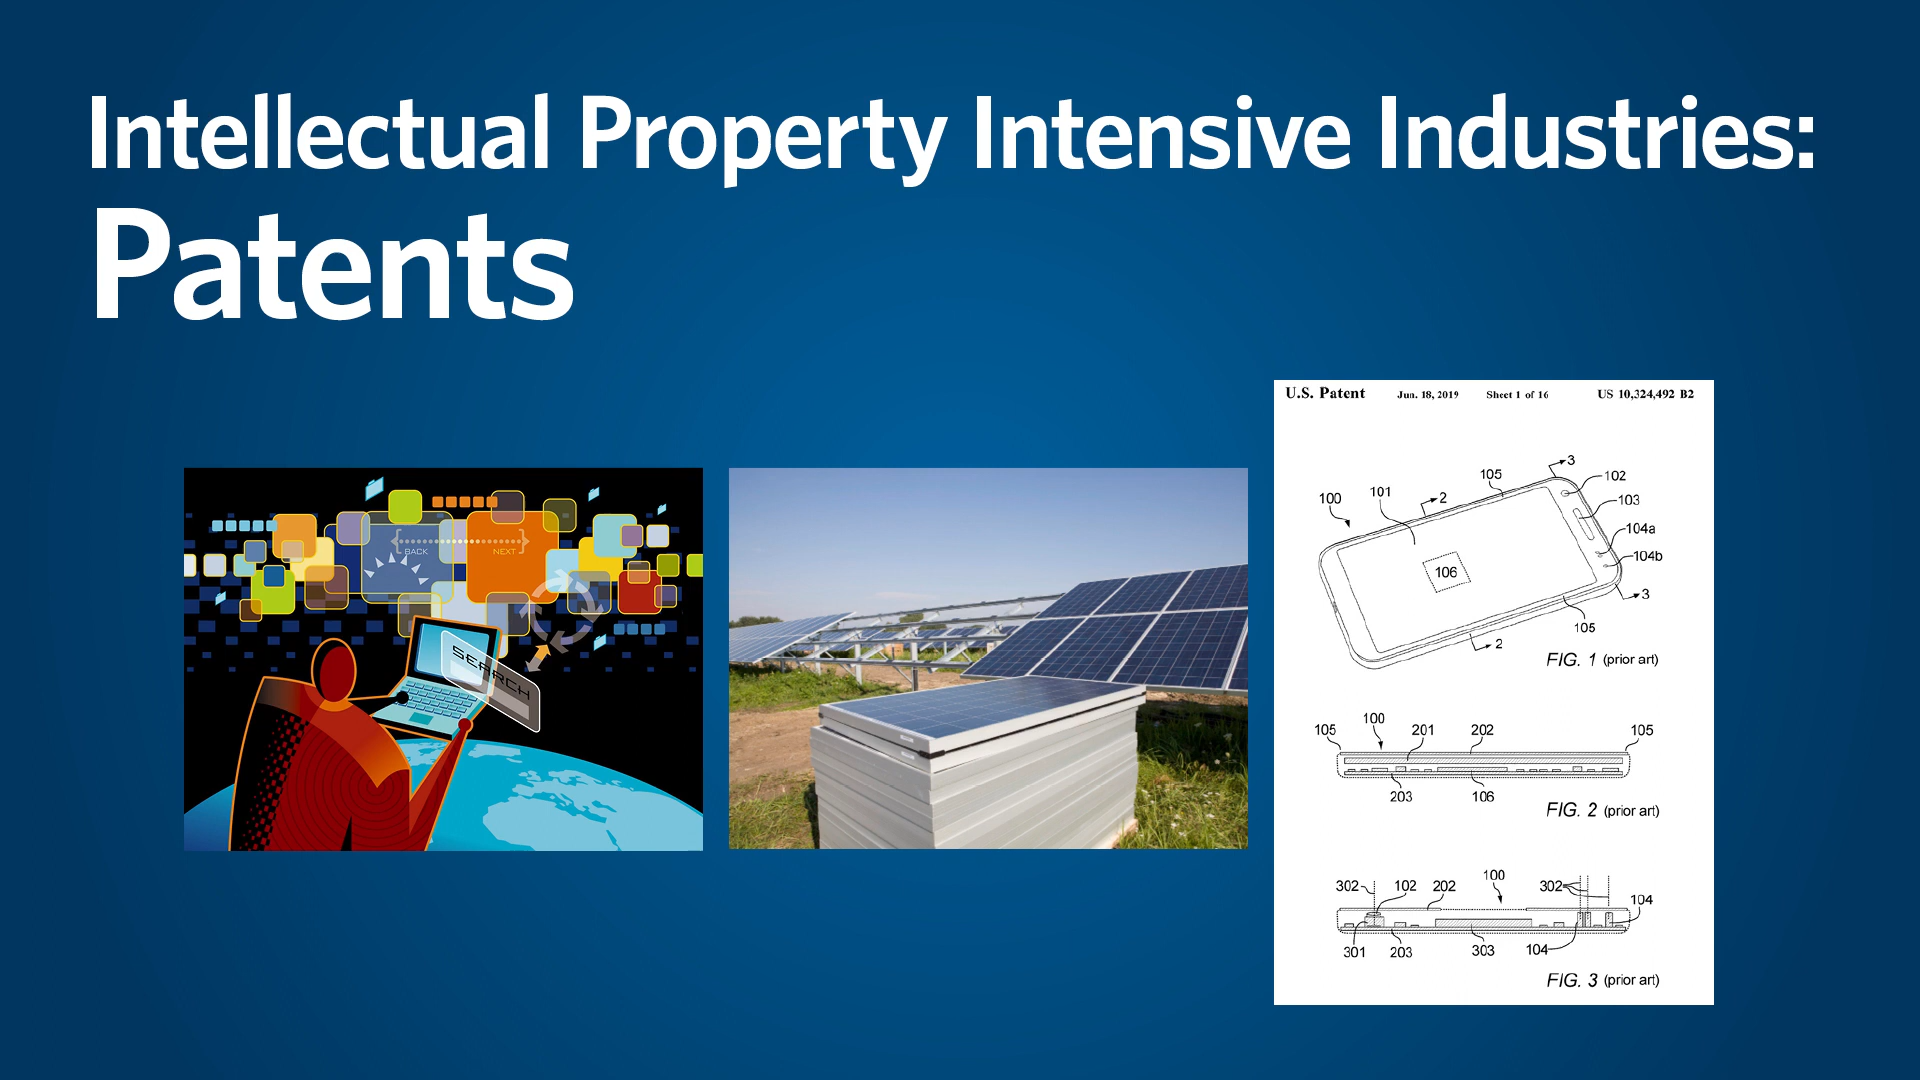 Intellectual Property Intensive Industries:
Patents
BACK
NEXT
SEARCH
U.S. Patent Jun. 18, 2019 Sheet 1 of 16 US 10,324,492 B2
3
105
102
101
100
2
103
104a
106
104b
3
105
2
FIG. 1 (prior art)
105
100
201
202
105
203
106
FIG. 2 (prior art)
302
102
202
100
302
104
301
203
303
104
FIG. 3 (prior art)